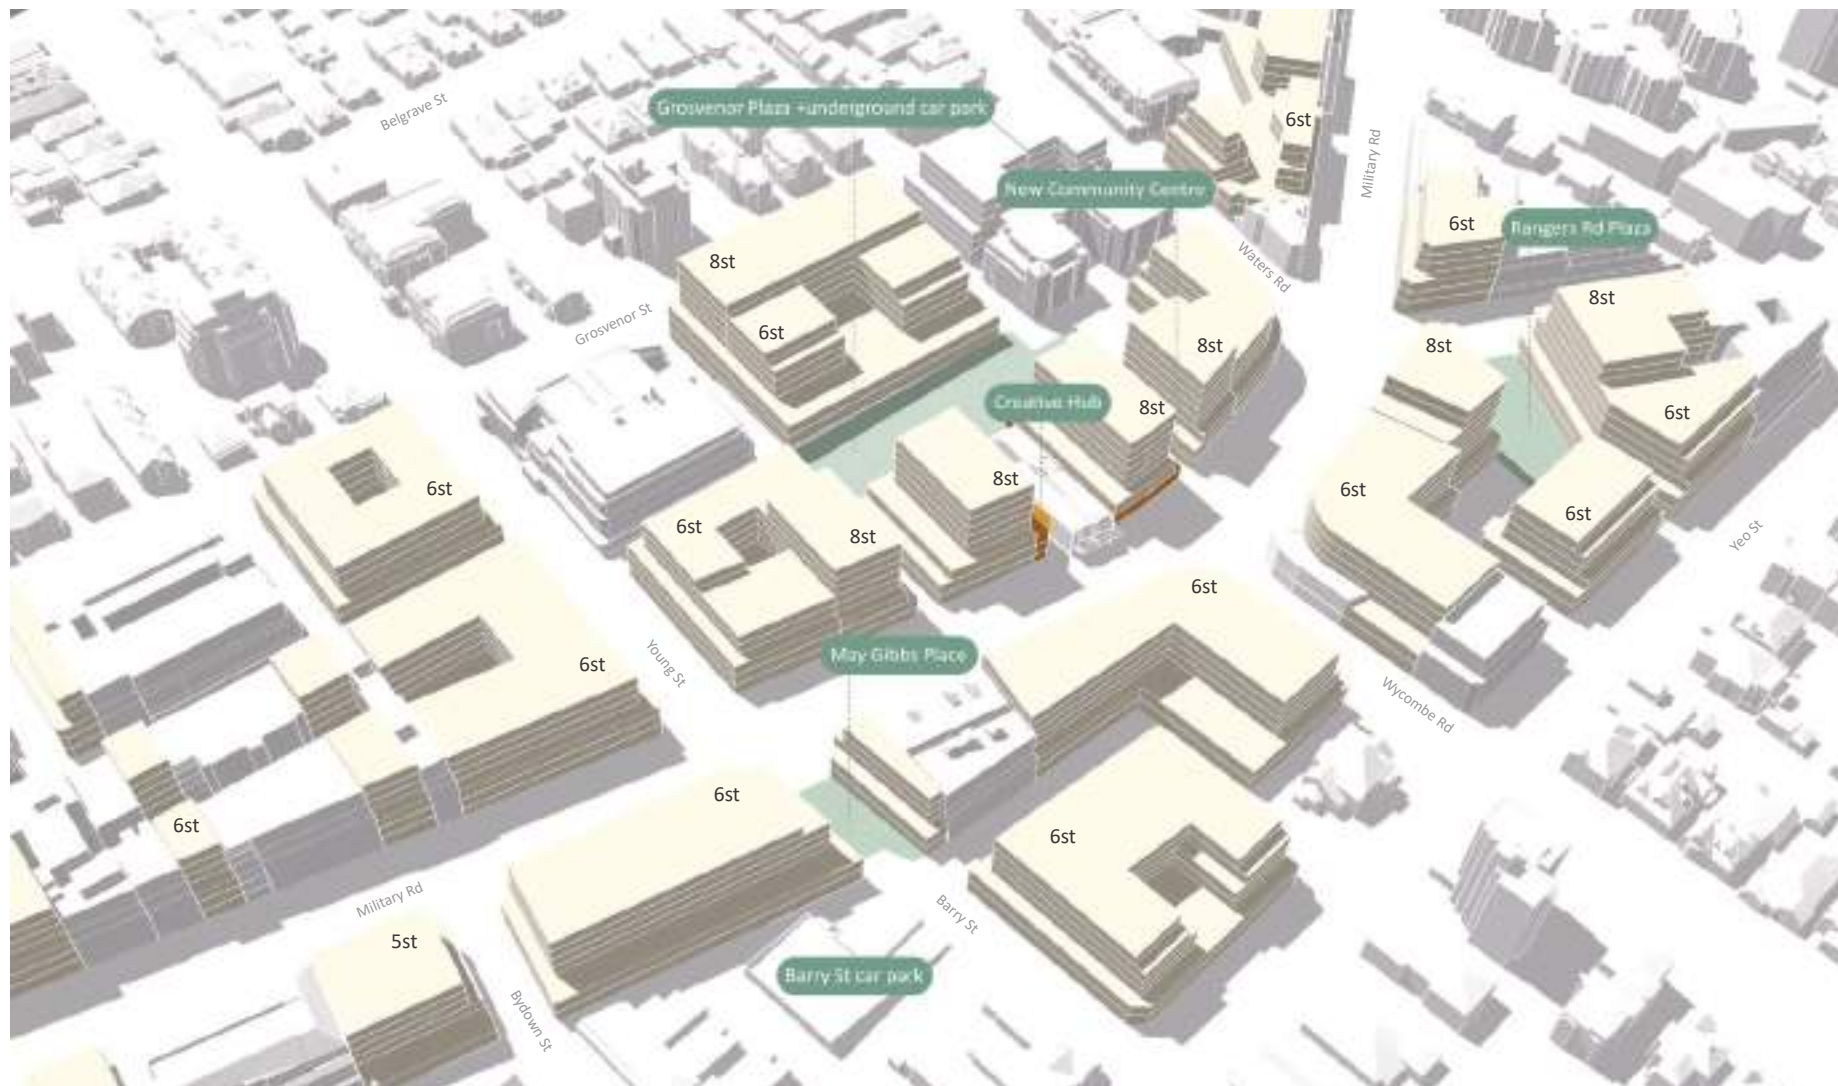 Belgrave St
Grosvenor Plaza +underground car park
6st
Military Rd
New Community Centre
6st
Rangers Rd Plaza
8st
Waters Rd
8st
Grosvenor St
6st
8st
8st
Creative Hub
8st
6st
8st
6st
6st
6st
6st
8st
Yeo St
6st
6st
Young St
May Gibbs Place
Wycombe Rd
6st
6st
6st
Military Rd
Barry St
5st
Barry St car park
Bydown St